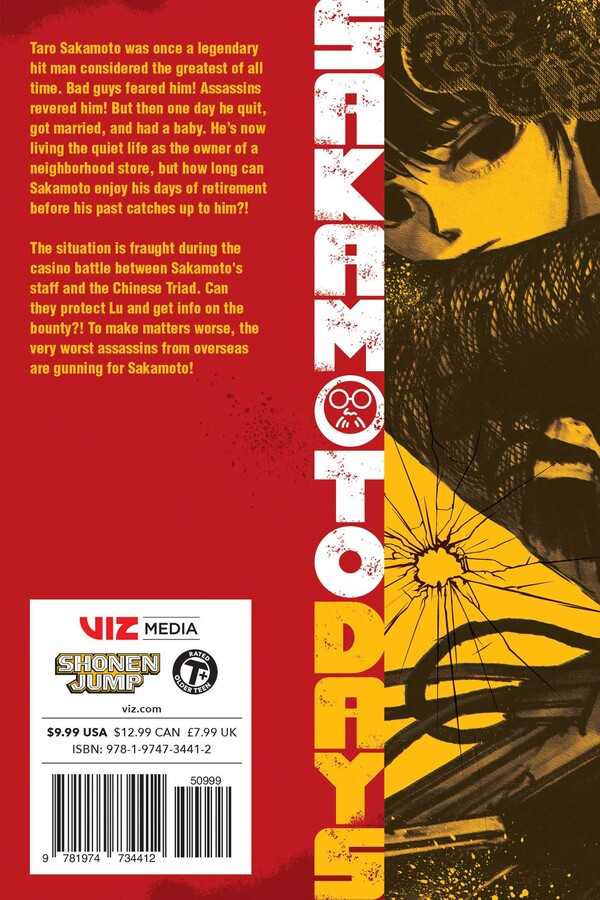 Taro Sakamoto was once a legendary
hit man considered the greatest of all
time. Bad guys feared him! Assassins
revered him! But then one day he quit,
got married, and had a baby. He's now
living the quiet life as the owner of a
neighborhood store, but how long can
Sakamoto enjoy his days of retirement
before his past catches up to him?!
The situation is fraught during the
casino battle between Sakamoto's
staff and the Chinese Triad. Can
they protect Lu and get info on the
bounty?! To make matters worse, the
very worst assassins from overseas
are gunning for Sakamoto!
SAKAMOTO DAYS
VIZ MEDIA
SHONEN
JUMP
RATED
T+
OLDER TEEN
viz.com
$9.99 USA $12.99 CAN £7.99 UK
ISBN: 978-1-9747-3441-2
50999
9 781974 734412